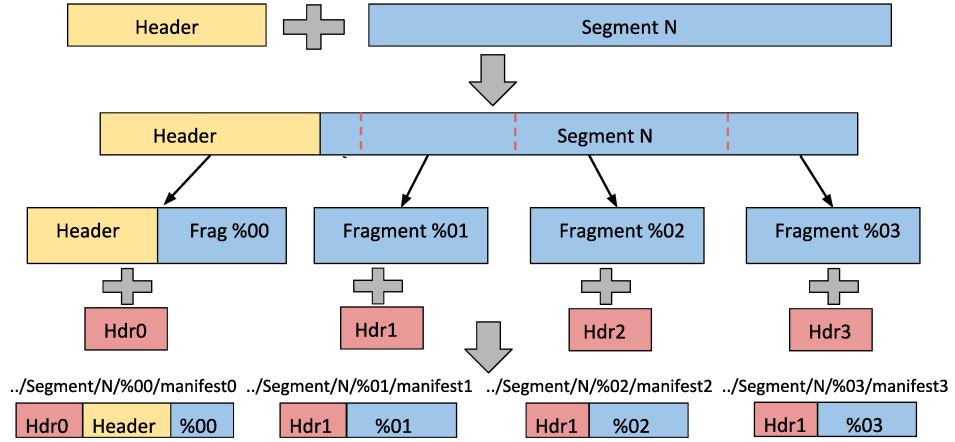 Header
Segment N
Header
Segment N
Header
Frag %00
Fragment %01
Fragment %02
Fragment %03
Hdr0
Hdr1
Hdr2
Hdr3
../Segment/N/%00/manifest0
../Segment/N/%01/manifest1
../Segment/N/%02/manifest2
../Segment/N/%03/manifest3
Hdr0
Header
%00
Hdr1
%01
Hdr1
%02
Hdr1
%03